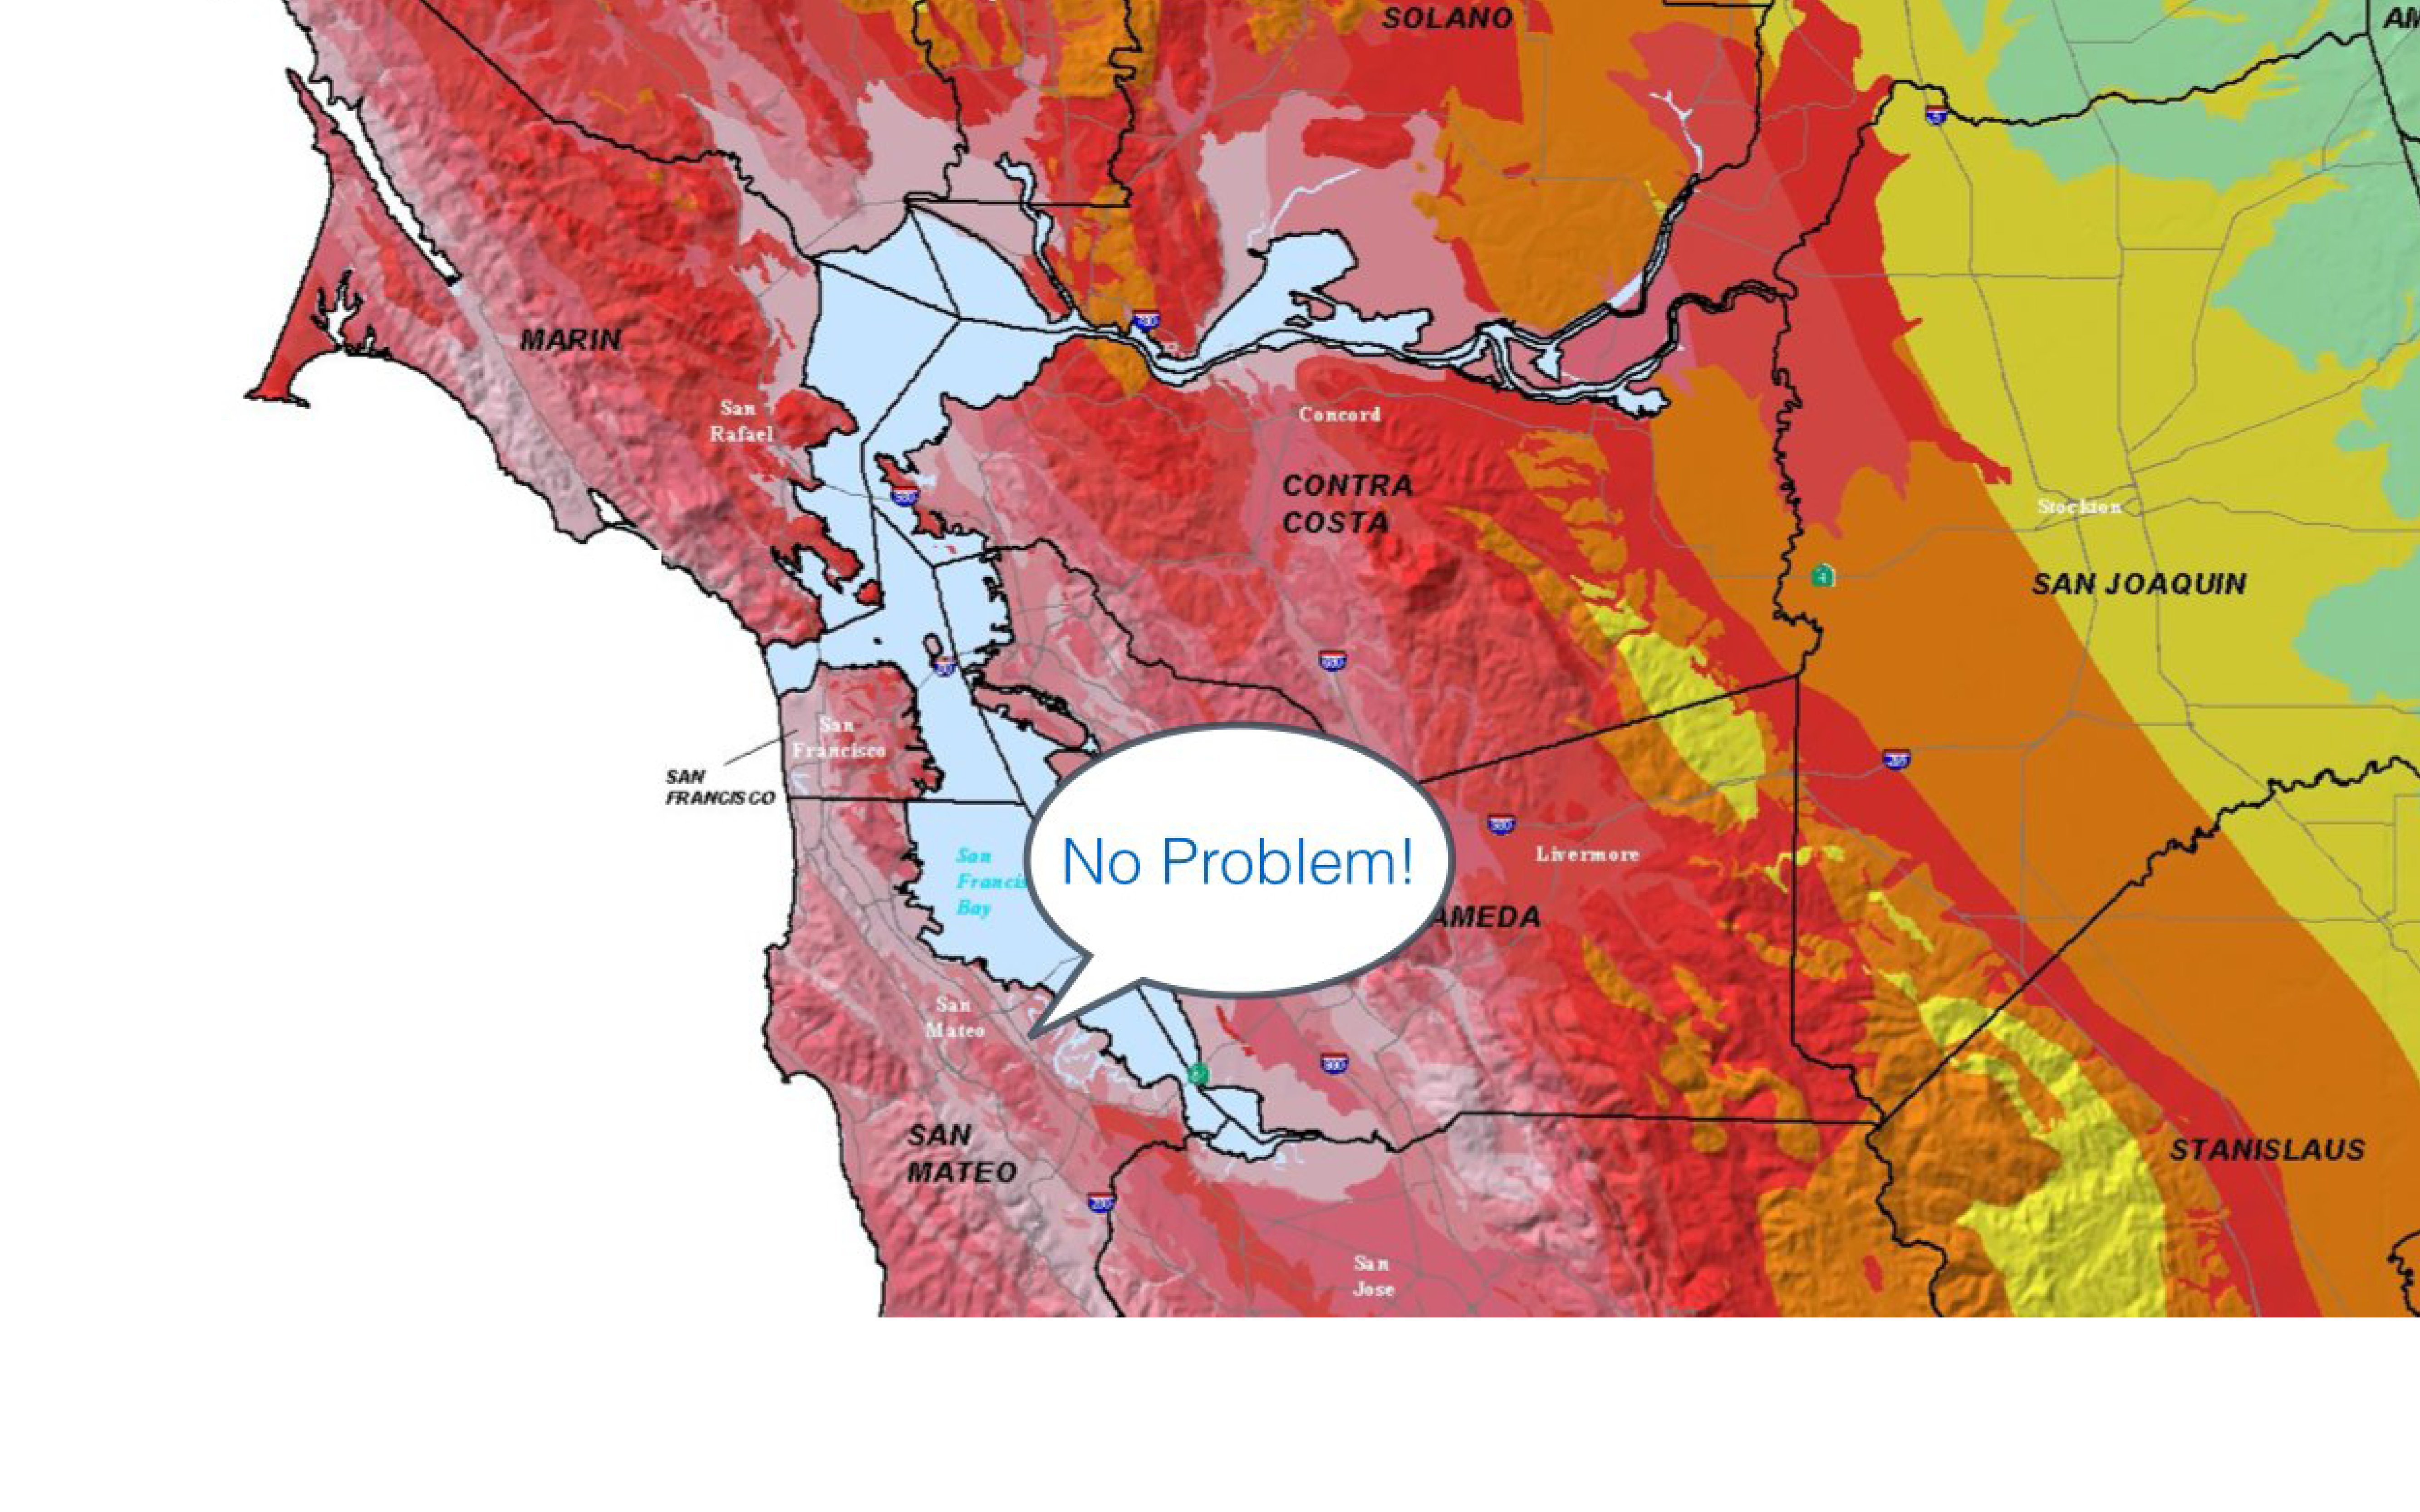 SOLANO
MARIN
San
Rafael
Concord
CONTRA
COSTA
Stockton
SAN JOAQUIN
San
Francisco
SAN
FRANCISCO
No Problem!
San
Francis
Bay
Livermore
AMEDA
San
Mateo
SAN
MATEO
STANISLAUS
San
Jose